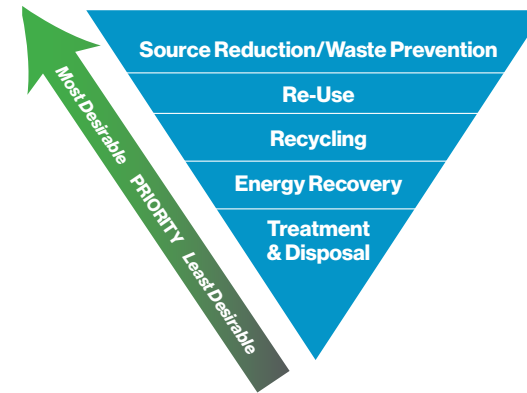 Source Reduction/Waste Prevention
Re-Use
Recycling
Energy Recovery
Treatment
& Disposal
Most Desirable PRIORITY Least Desirable